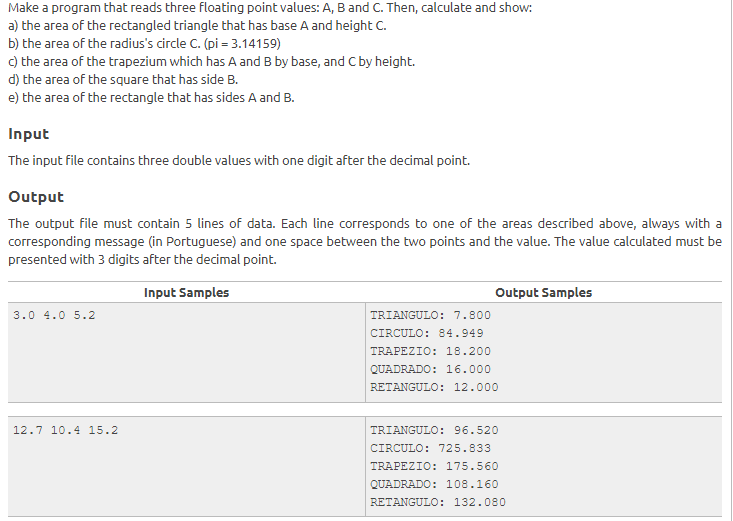 Make a program that reads three floating point values: A, B and C. Then, calculate and show:
a) the area of the rectangled triangle that has base A and height C.
b) the area of the radius's circle C. (pi = 3.14159)
c) the area of the trapezium which has A and B by base, and C by height.
d) the area of the square that has side B.
e) the area of the rectangle that has sides A and B.
Input
The input file contains three double values with one digit after the decimal point.
Output
The output file must contain 5 lines of data. Each line corresponds to one of the areas described above, always with a
corresponding message (in Portuguese) and one space between the two points and the value. The value calculated must be
presented with 3 digits after the decimal point.
Input Samples Output Samples
3.0 4.0 5.2 TRIANGULO: 7.800
CIRCULO: 84.949
TRAPEZIO: 18.200
QUADRADO: 16.000
RETANGULO: 12.000
12.7 10.4 15.2 TRIANGULO: 96.520
CIRCULO: 725.833
TRAPEZIO: 175.560
QUADRADO: 108.160
RETANGULO: 132.080